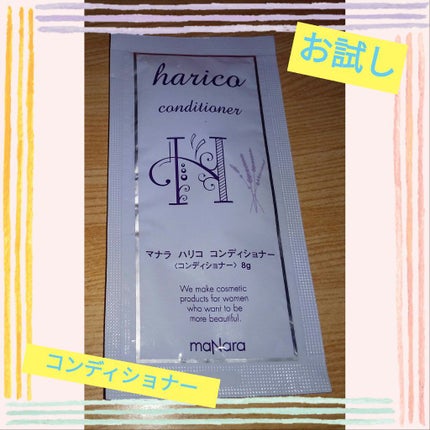 お試し
harico
conditioner
H
マナラ ハリコ コンディショナー
〈コンディショナー〉 8g
We make cosmetic
products for women
who want to be
more beautiful.
maNara
コンディショナー